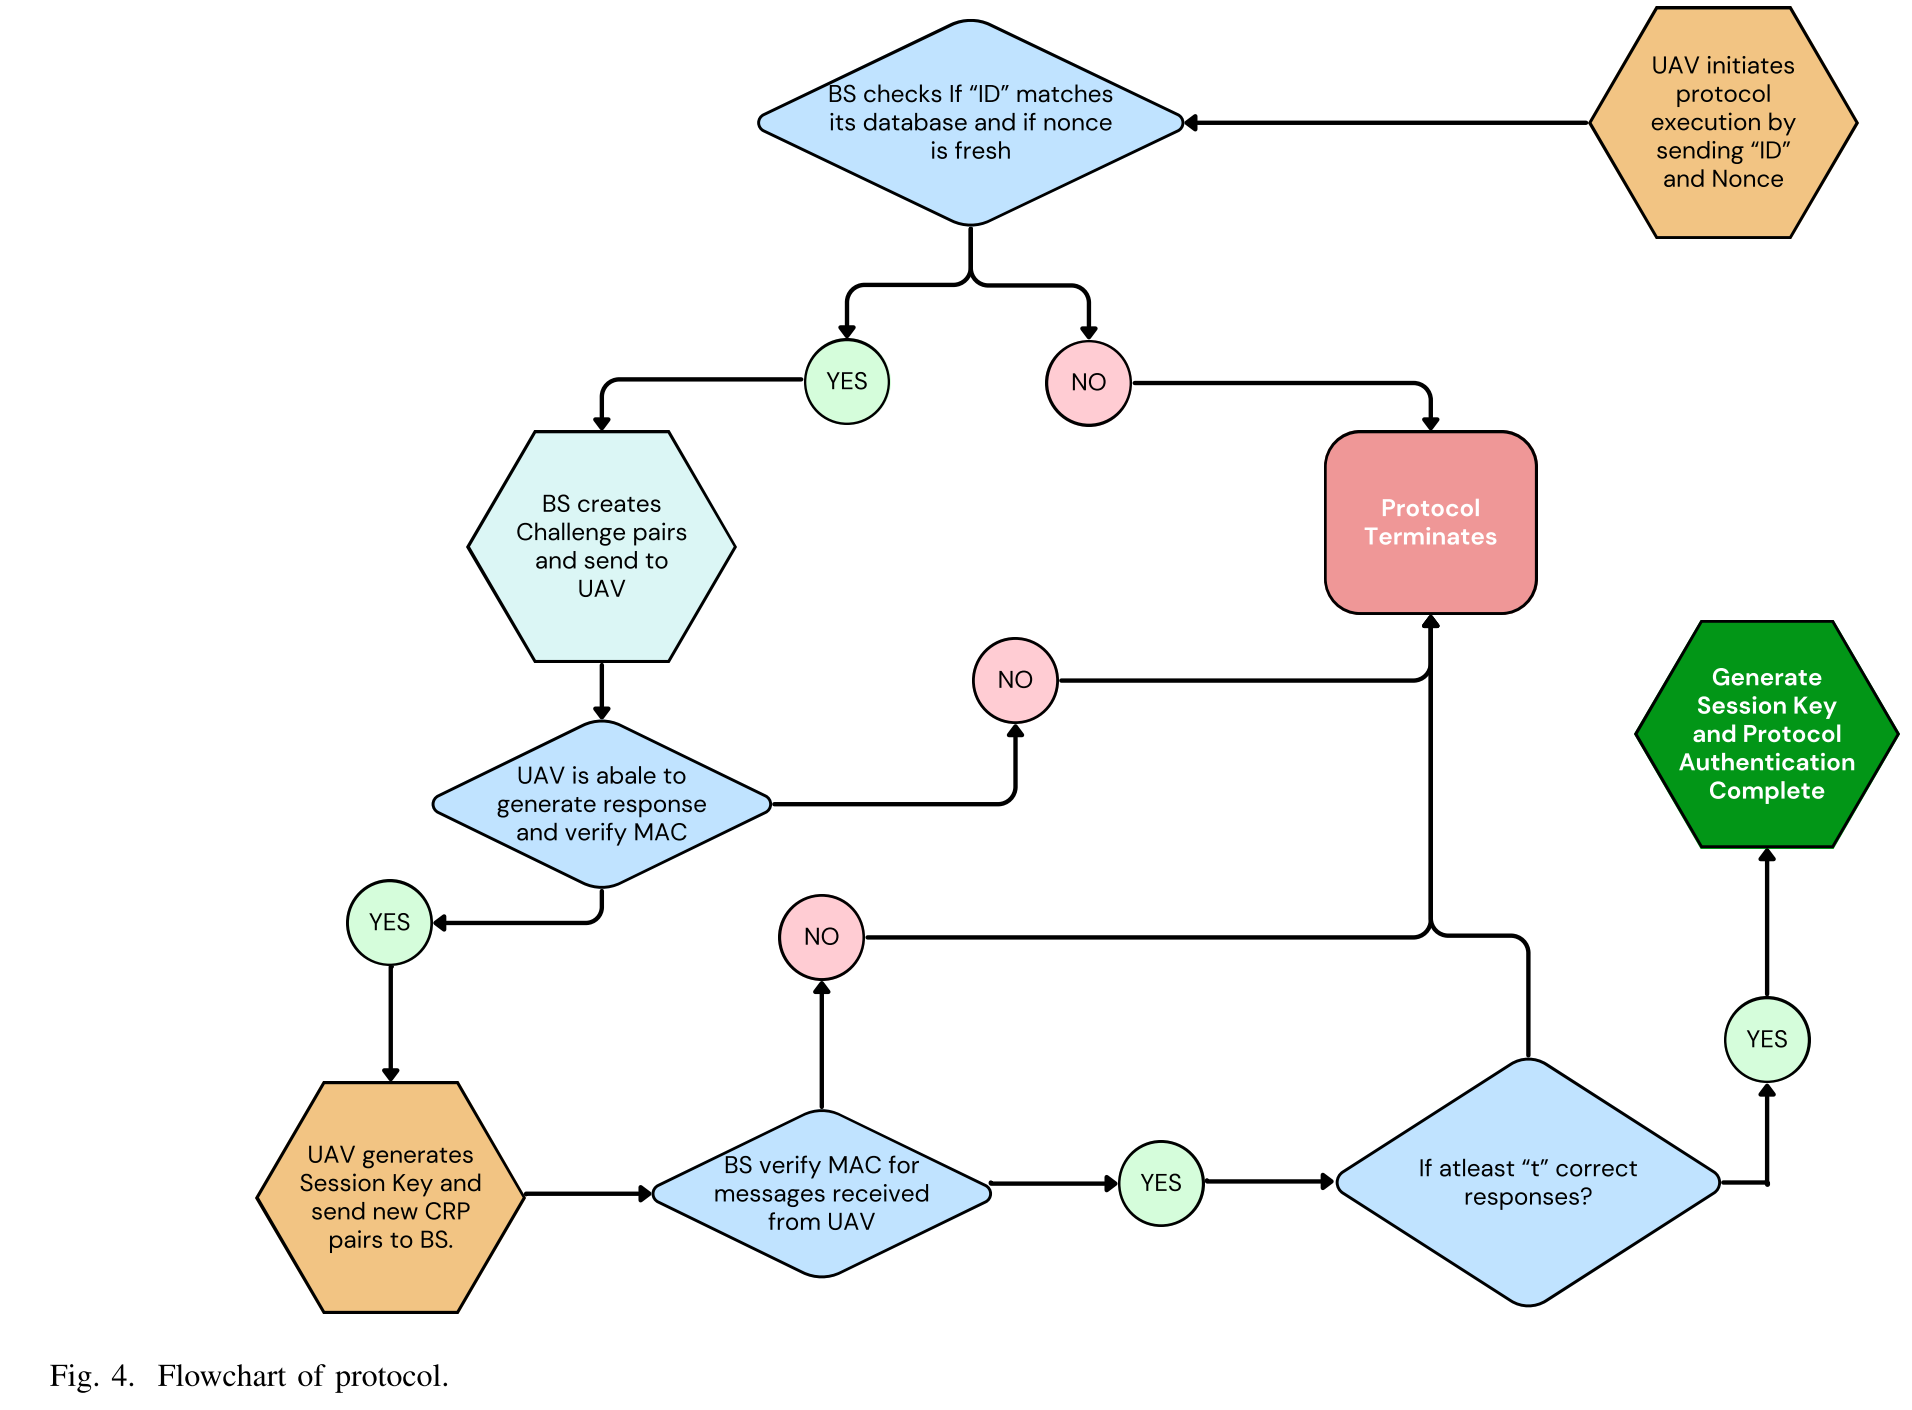 UAV initiates
protocol
execution by
sending “ID”
and Nonce
BS checks If “ID” matches
its database and if nonce
is fresh
YES
NO
BS creates
Challenge pairs
and send to
UAV
Protocol
Terminates
UAV is abale to
generate response
and verify MAC
NO
YES
UAV generates
Session Key and
send new CRP
pairs to BS.
BS verify MAC for
messages received
from UAV
NO
YES
If atleast “t” correct
responses?
YES
Generate
Session Key
and Protocol
Authentication
Complete
Fig. 4. Flowchart of protocol.